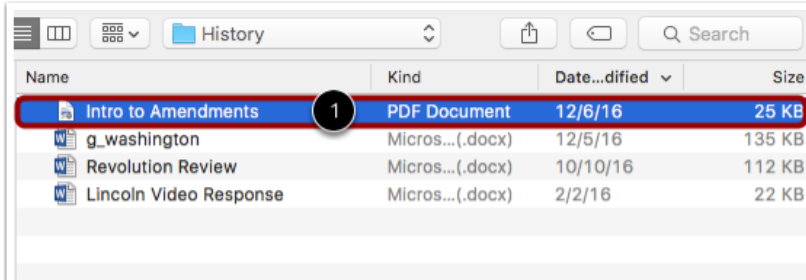 History Search
Name Kind Date...dified Size
Intro to Amendments 1 PDF Document 12/6/16 25 KB
g_washington Micros...(.docx) 12/5/16 135 KB
Revolution Review Micros...(.docx) 10/10/16 112 KB
Lincoln Video Response Micros...(.docx) 2/2/16 22 KB